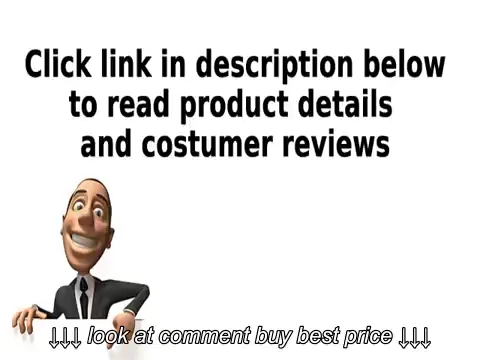 Click link in description below
to read product details
and costumer reviews
↓↓↓ look at comment buy best price ↓↓↓